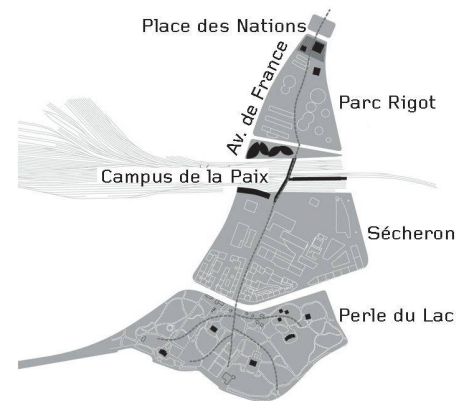 Place des Nations
Av. de France
Parc Rigot
Campus de la Paix
Sécheron
Perle du Lac